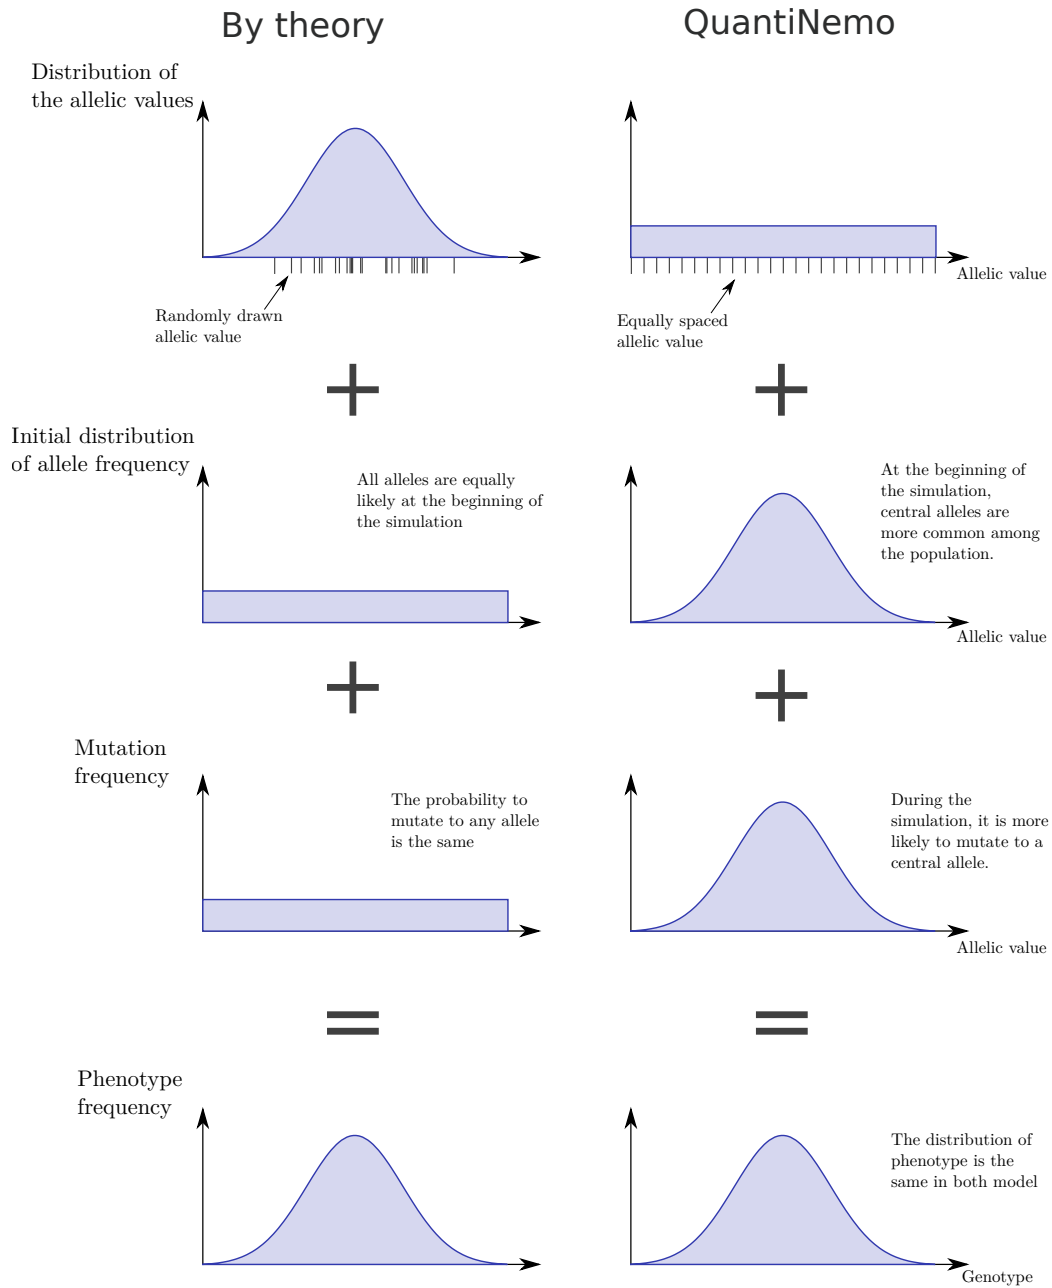 By theory
QuantiNemo
Distribution of
the allelic values
Allelic value
Randomly drawn
allelic value
Equally spaced
allelic value
+
+
Initial distribution
of allele frequency
All alleles are equally
likely at the beginning of
the simulation
At the beginning of
the simulation,
central alleles are
more common among
the population.
Allelic value
+
+
Mutation
frequency
The probability to
mutate to any allele
is the same
During the
simulation, it is more
likely to mutate to a
central allele.
Allelic value
=
=
Phenotype
frequency
The distribution of
phenotype is the
same in both model
Genotype